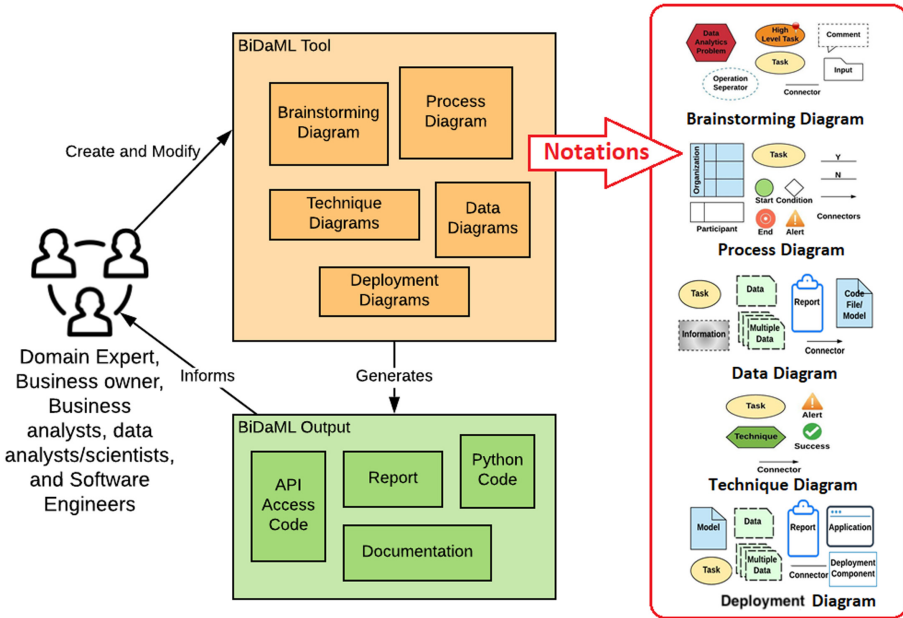 BiDaML Tool
Brainstorming
Diagram
Process
Diagram
Technique
Diagrams
Data
Diagrams
Deployment
Diagrams
Create and Modify
Domain Expert,
Business owner,
Business
analysts, data
analysts/scientists,
and Software
Engineers
Informs
Generates
BiDaML Output
API
Access
Code
Report
Python
Code
Documentation
Notations
Data
Analytics
Problem
High
Level Task
Comment
Task
Operation
Seperator
Input
Connector
Brainstorming Diagram
Organization
Task
Y
N
Start
Condition
Connectors
Participant
End
Alert
Process Diagram
Task
Data
Report
Code
File/
Model
Information
Multiple
Data
Connector
Data Diagram
Task
Alert
Technique
Success
Connector
Technique Diagram
Model
Data
Report
Application
Task
Multiple
Data
Connector
Deployment
Component
Deployment Diagram